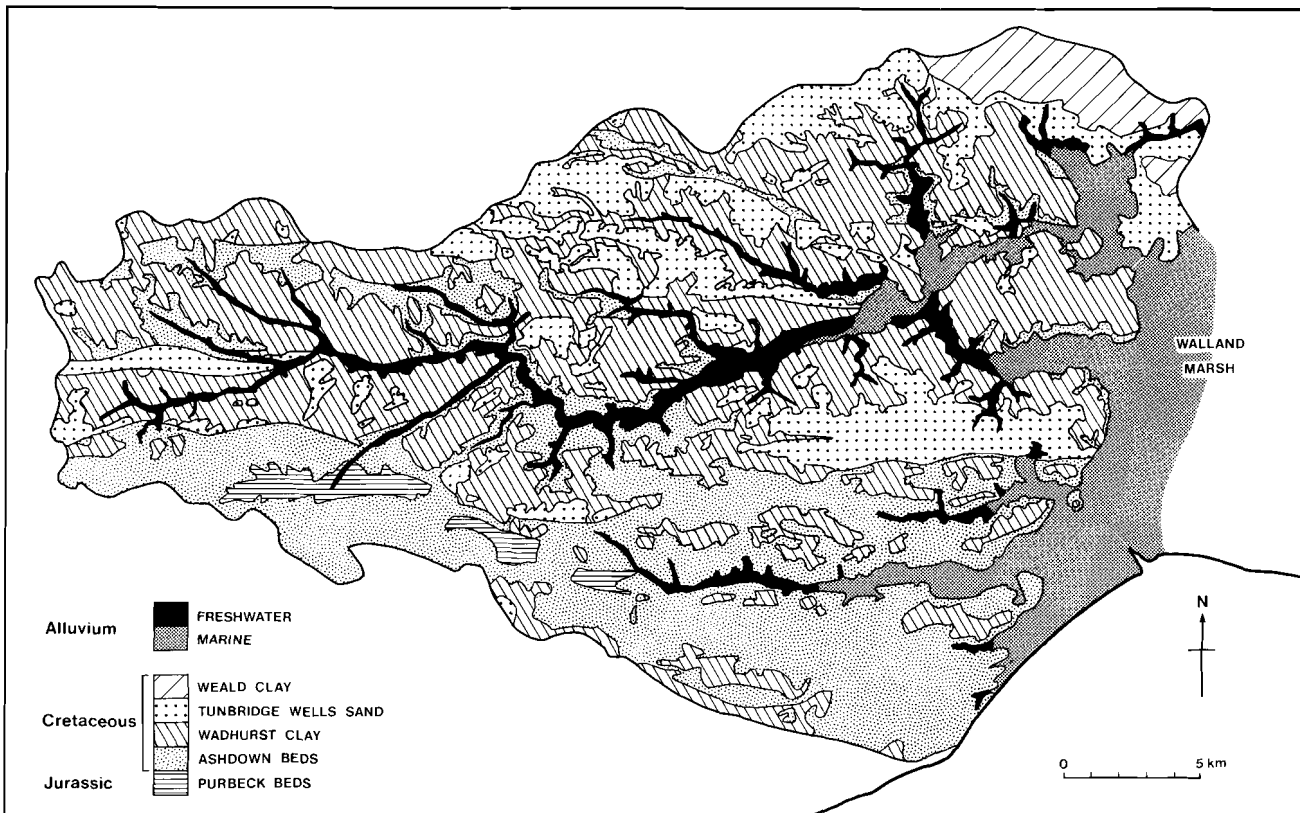 WALLAND
MARSH
Alluvium
FRESHWATER
MARINE
Cretaceous
WEALD CLAY
TUNBRIDGE WELLS SAND
WADHURST CLAY
ASHDOWN BEDS
Jurassic
PURBECK BEDS
N
0 5 km